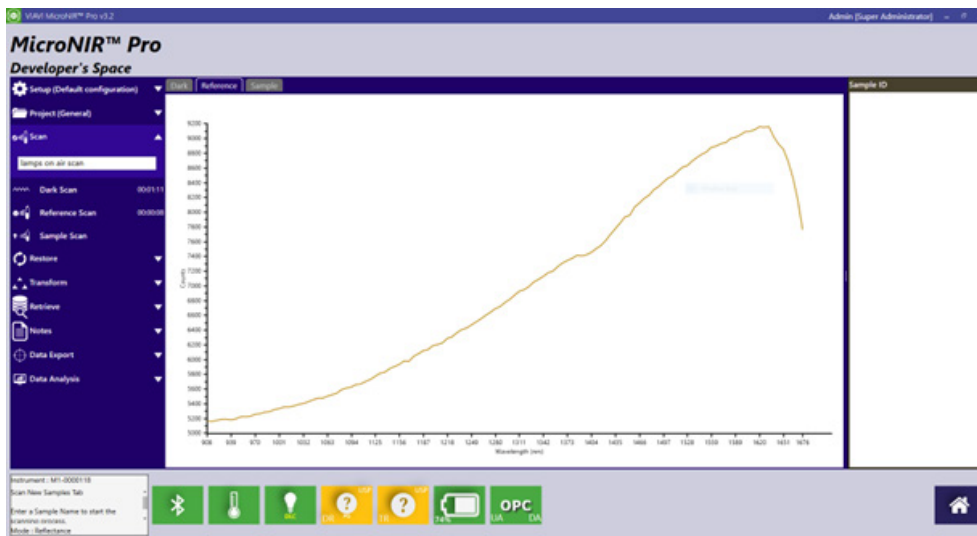 VIAVI MicroNIR™ Pro v3.2
Admin [Super Administrator]
MicroNIR™ Pro
Developer's Space
Setup (Default configuration)
Project (General)
Scan
lamps on air scan
Dark Scan 00:01:11
Reference Scan 00:00:08
Sample Scan
Restore
Transform
Retrieve
Notes
Data Export
Data Analysis
Dark Reference Sample
Sample ID
9200
9000
8800
8600
8400
8200
8000
7800
7600
7400
7200
7000
6800
6600
6400
6200
6000
5800
5600
5400
5200
5000
Counts
908 939 970 1001 1032 1063 1094 1125 1156 1187 1218 1249 1280 1311 1342 1373 1404 1435 1466 1497 1528 1559 1589 1620 1651 1676
Wavelength (nm)
Instrument : M1-0000118
Scan New Samples Tab
Enter a Sample Name to start the
scanning process.
Mode : Reflectance
USP
DR
USP
TR
74%
OPC
UA DA